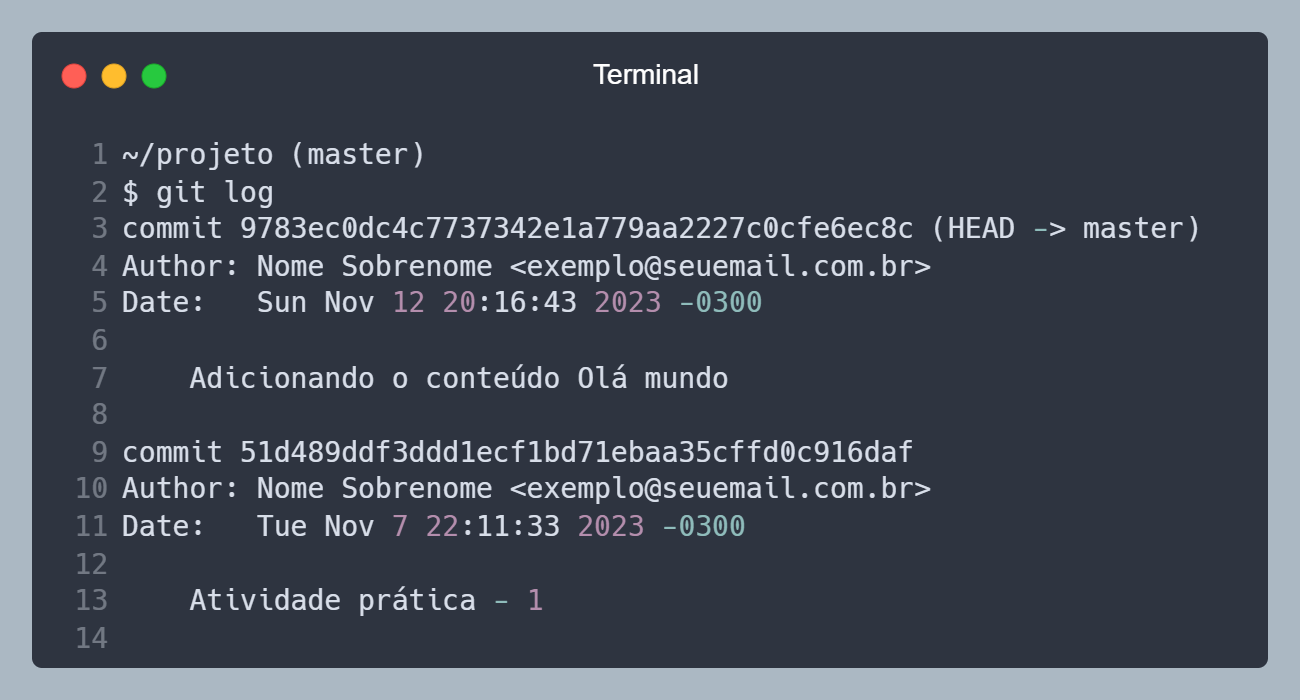 Terminal
1 ~/projeto (master)
2 $ git log
3 commit 9783ec0dc4c7737342e1a779aa2227c0cfe6ec8c (HEAD -> master)
4 Author: Nome Sobrenome <exemplo@seuemail.com.br>
5 Date:   Sun Nov 12 20:16:43 2023 -0300
6
7     Adicionando o conteúdo Olá mundo
8
9 commit 51d489ddf3ddd1ecf1bd71ebaa35cffd0c916daf
10 Author: Nome Sobrenome <exemplo@seuemail.com.br>
11 Date:   Tue Nov 7 22:11:33 2023 -0300
12
13     Atividade prática - 1
14